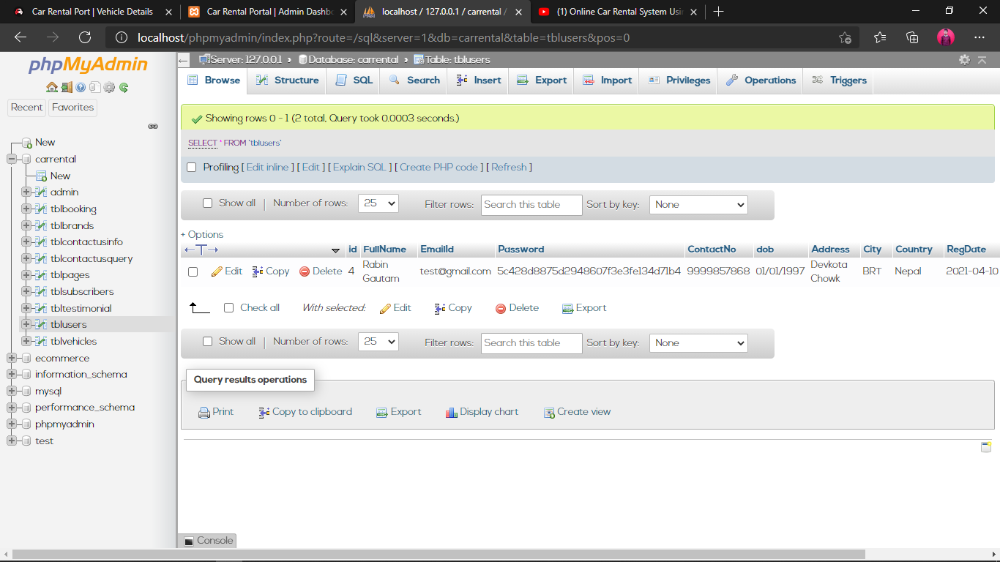 Car Rental Port | Vehicle Details
Car Rental Portal | Admin Dashbo
localhost / 127.0.0.1 / carrental /
(1) Online Car Rental System Usi
localhost/phpmyadmin/index.php?route=/sql&server=1&db=carrental&table=tblusers&pos=0
phpMyAdmin
Recent Favorites
New
carrental
New
admin
tblbooking
tblbrands
tblcontactusinfo
tblcontactusquery
tblpages
tblsubscribers
tbltestimonial
tblusers
tblvehicles
ecommerce
information_schema
mysql
performance_schema
phpmyadmin
test
Server: 127.0.0.1 › Database: carrental › Table: tblusers
Browse Structure SQL Search Insert Export Import Privileges Operations Triggers
Showing rows 0 - 1 (2 total, Query took 0.0003 seconds.)
SELECT * FROM `tblusers`
Profiling [ Edit inline ] [ Edit ] [ Explain SQL ] [ Create PHP code ] [ Refresh ]
Show all | Number of rows: 25 Filter rows: Search this table Sort by key: None
+ Options
←T→ id FullName EmailId Password ContactNo dob Address City Country RegDate
Edit Copy Delete 4 Rabin Gautam test@gmail.com 5c428d8875d2948607f3e3fe134d71b4 9999857868 01/01/1997 Devkota Chowk BRT Nepal 2021-04-10
Check all With selected: Edit Copy Delete Export
Show all | Number of rows: 25 Filter rows: Search this table Sort by key: None
Query results operations
Print Copy to clipboard Export Display chart Create view
Console